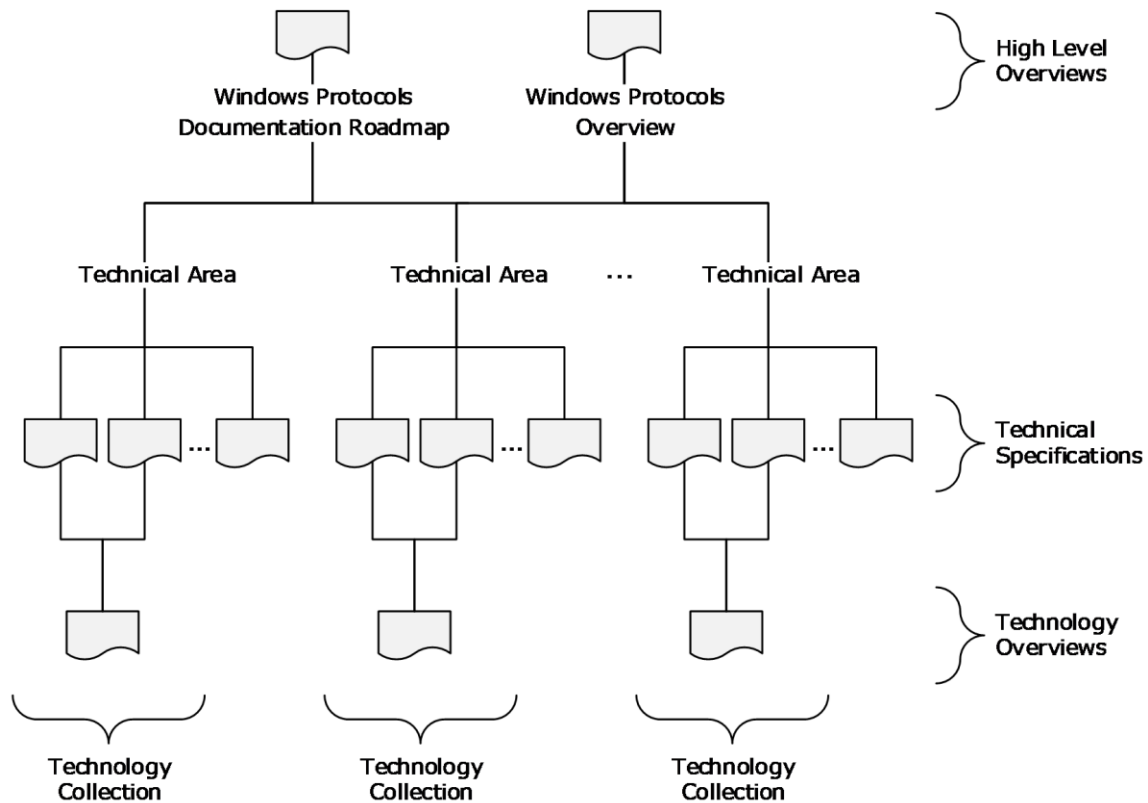 High Level
Overviews
Windows Protocols
Documentation Roadmap
Windows Protocols
Overview
Technical Area
Technical Area
...
Technical Area
...
...
...
Technical
Specifications
Technology
Overviews
Technology
Collection
Technology
Collection
Technology
Collection